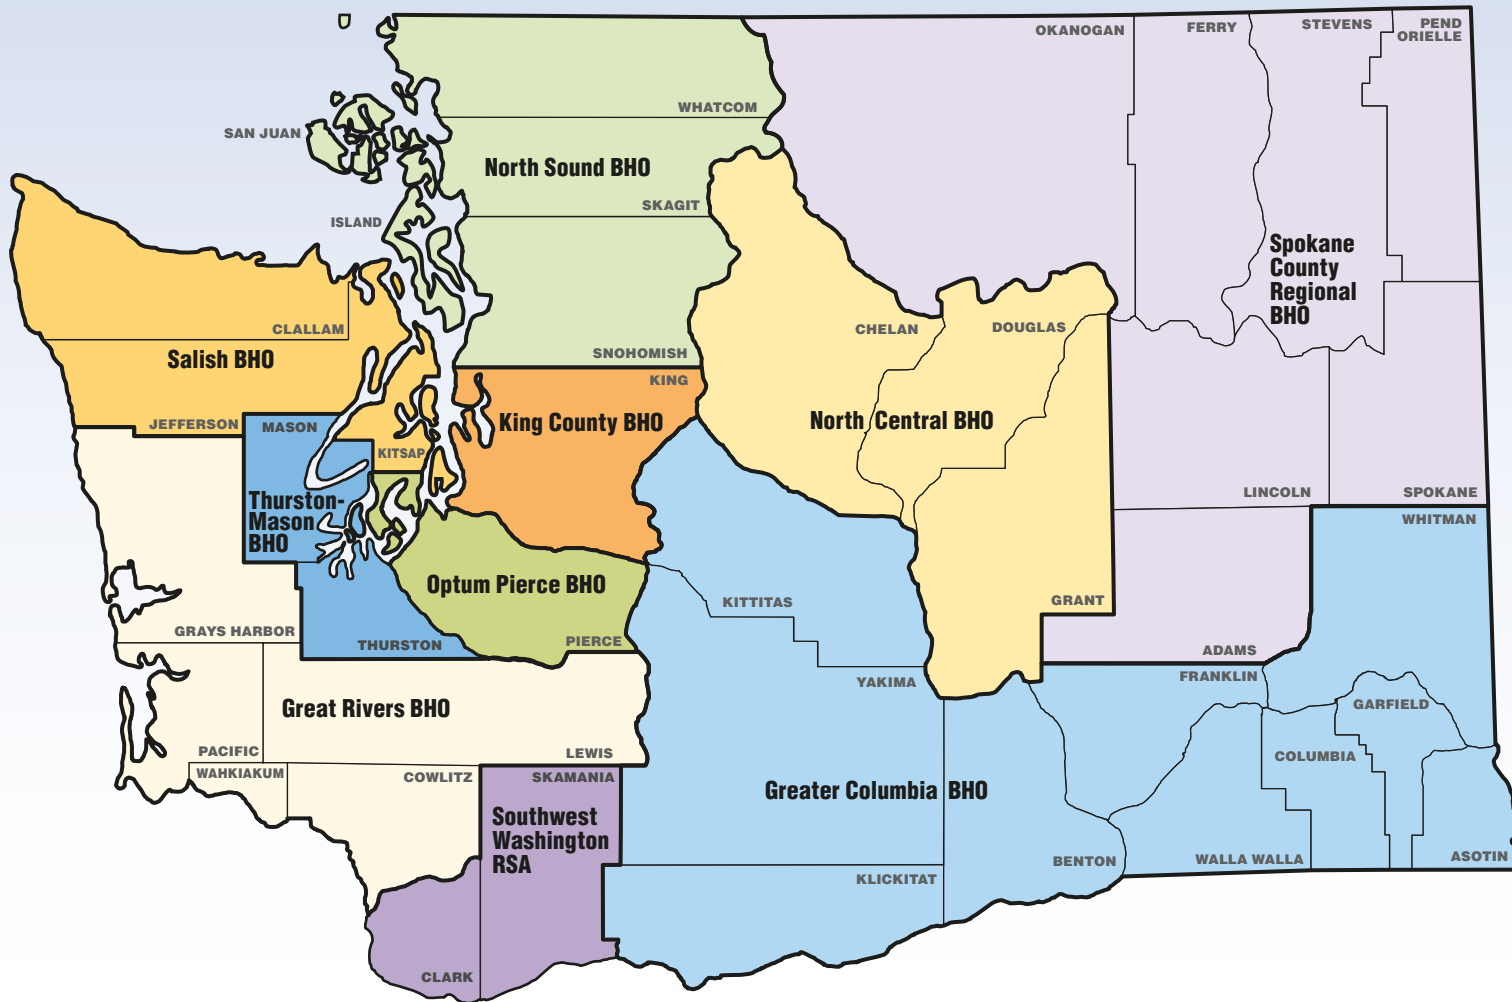 OKANOGAN
FERRY
STEVENS
PEND
ORIELLE
WHATCOM
SAN JUAN
North Sound BHO
SKAGIT
ISLAND
Spokane
County
Regional
BHO
CLALLAM
CHELAN
DOUGLAS
SNOHOMISH
Salish BHO
KING
King County BHO
North Central BHO
JEFFERSON
MASON
KITSAP
LINCOLN
SPOKANE
Thurston-
Mason
BHO
WHITMAN
Optum Pierce BHO
KITTITAS
GRANT
GRAYS HARBOR
THURSTON
PIERCE
ADAMS
YAKIMA
FRANKLIN
Great Rivers BHO
GARFIELD
PACIFIC
LEWIS
WAHKIAKUM
COWLITZ
SKAMANIA
COLUMBIA
Greater Columbia BHO
Southwest
Washington
RSA
BENTON
WALLA WALLA
ASOTIN
KLICKITAT
CLARK